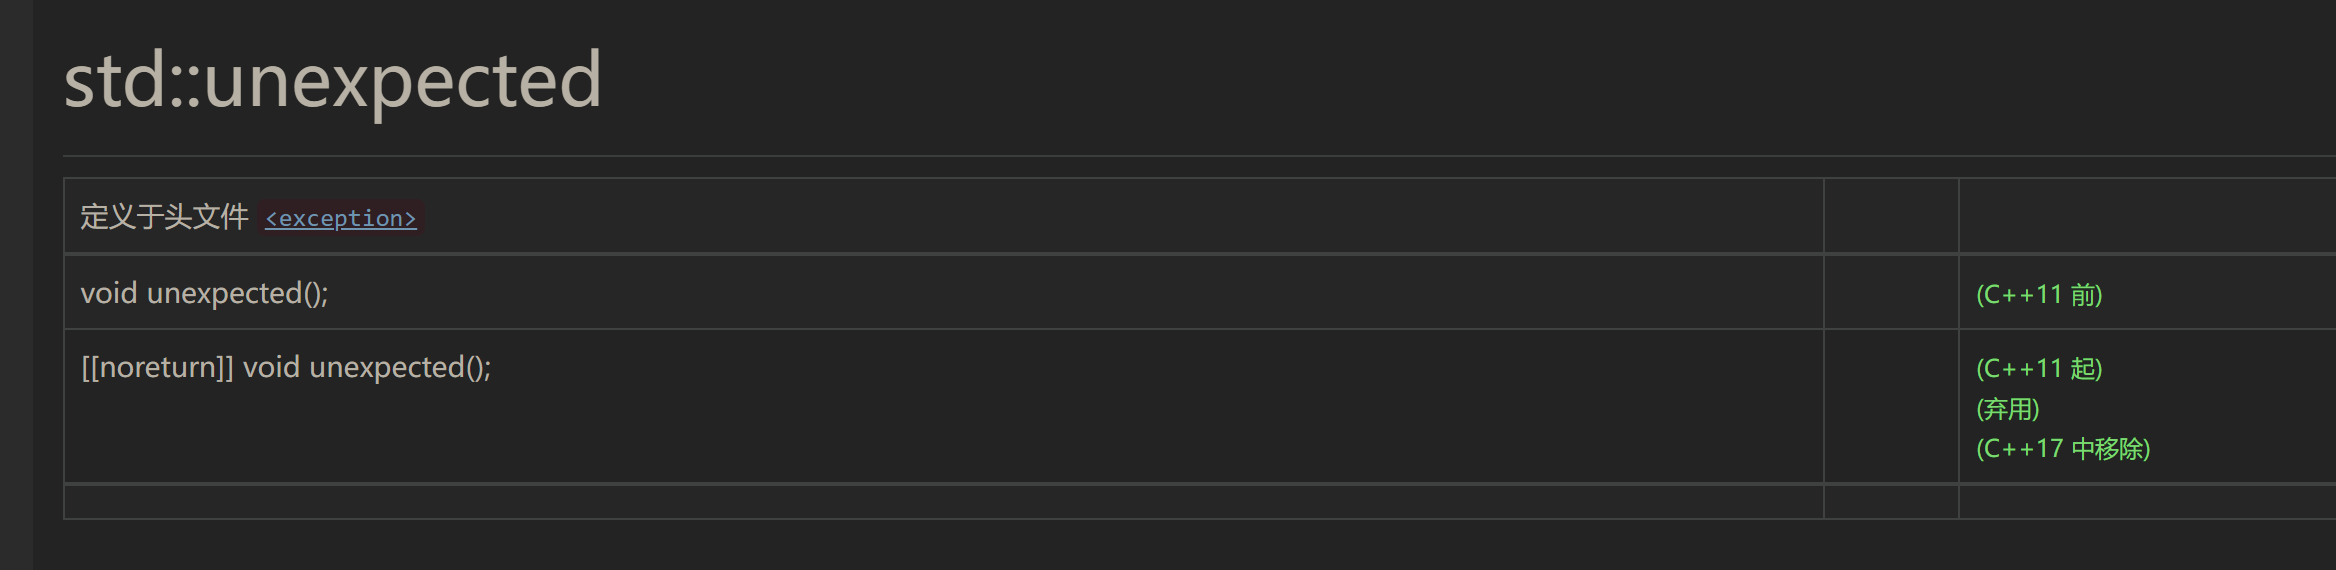 std::unexpected
定义于头文件 <exception>
void unexpected();
(C++11 前)
[[noreturn]] void unexpected();
(C++11 起)
(弃用)
(C++17 中移除)